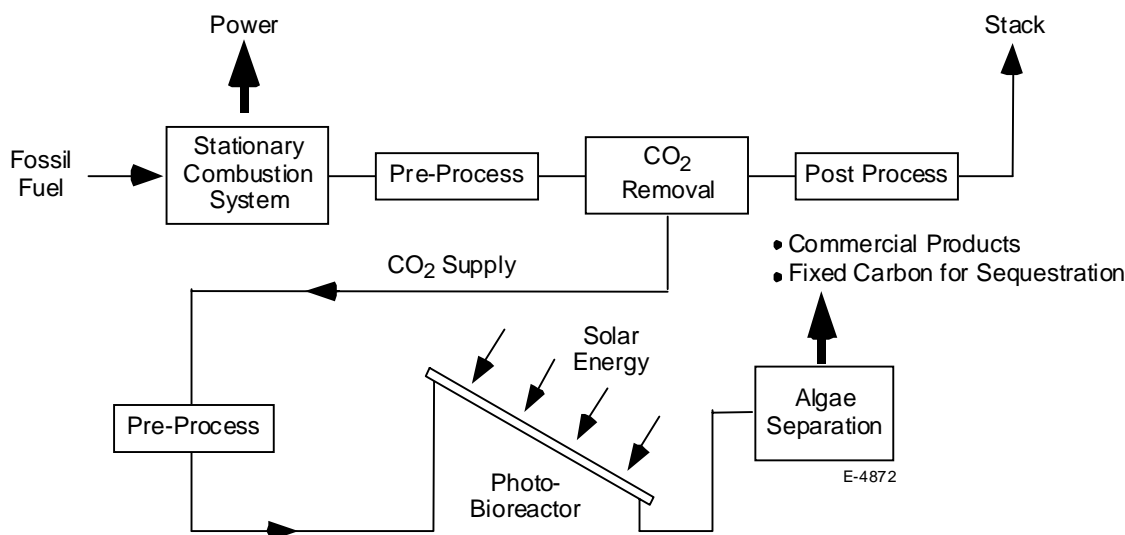 Power
Stack
Fossil
Fuel
Stationary
Combustion
System
Pre-Process
CO2
Removal
Post Process
• Commercial Products
• Fixed Carbon for Sequestration
CO2 Supply
Solar
Energy
Pre-Process
Algae
Separation
E-4872
Photo-
Bioreactor